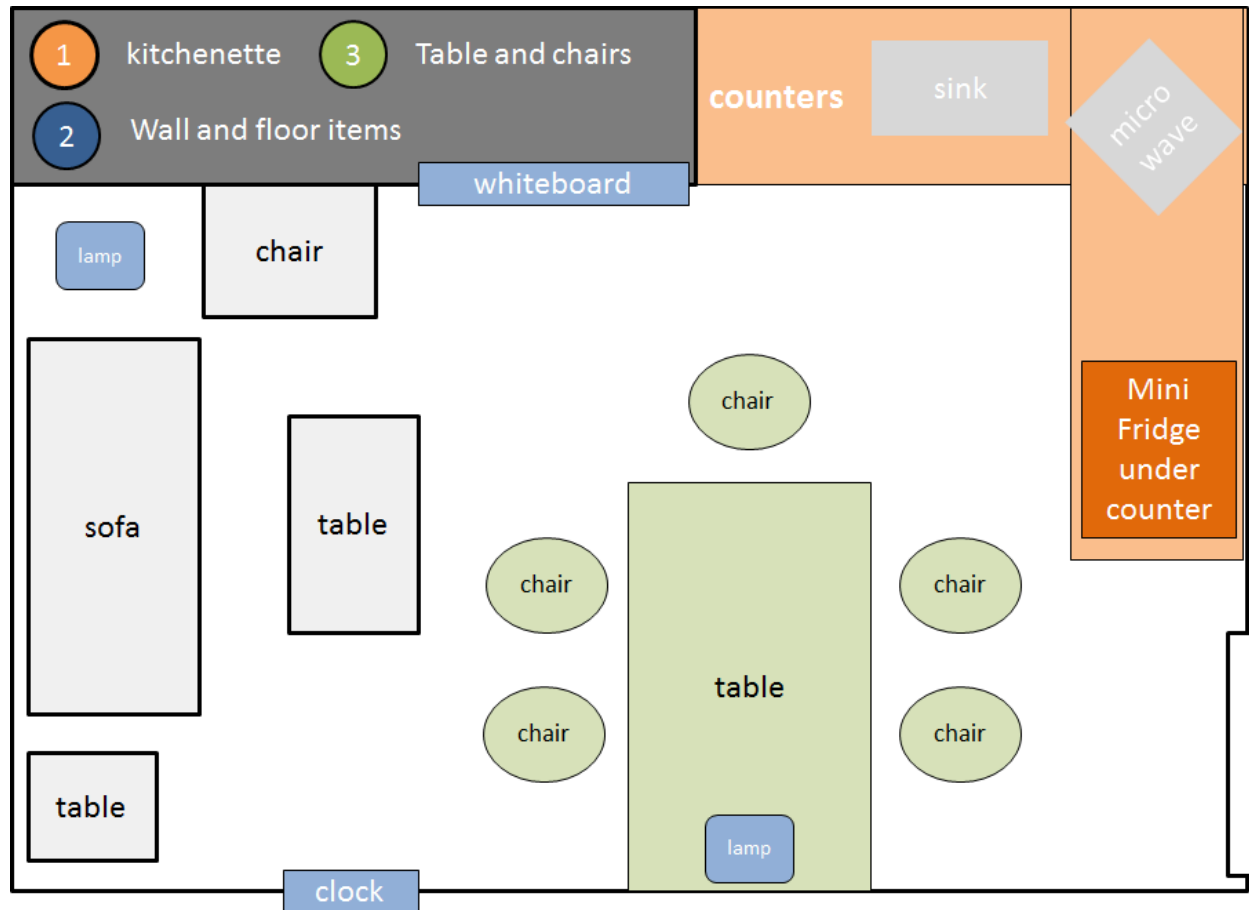 1 kitchenette 3 Table and chairs
2 Wall and floor items
counters
sink
micro
wave
whiteboard
lamp
chair
chair
Mini
Fridge
under
counter
sofa
table
chair
chair
table
chair
chair
table
lamp
clock